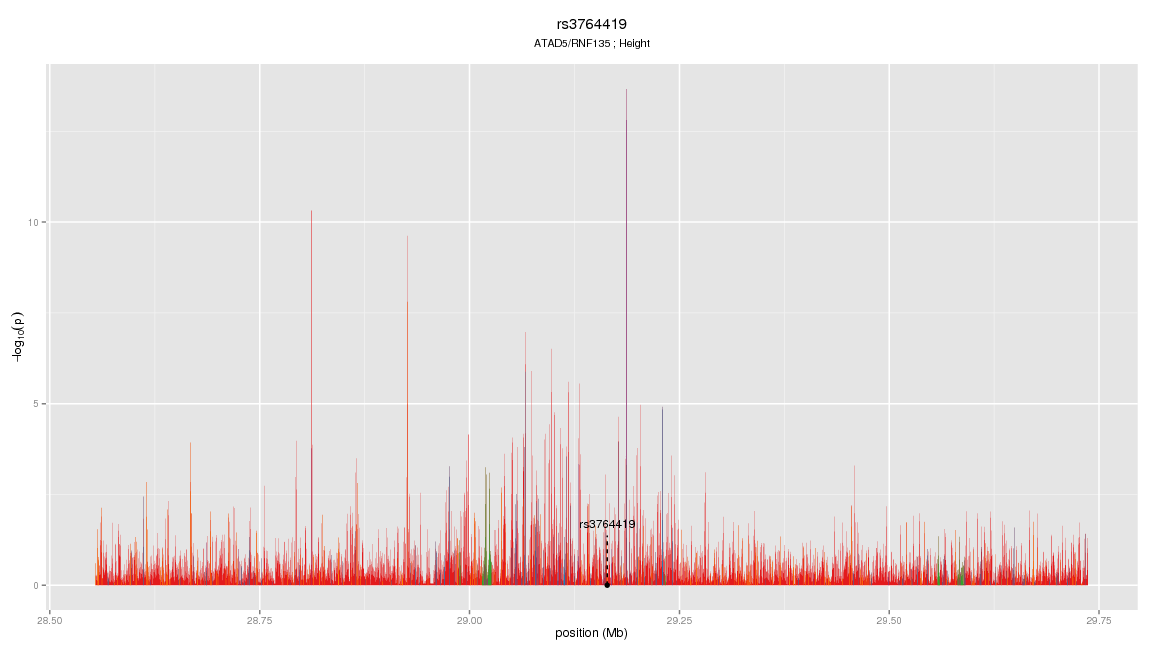 rs3764419
ATAD5/RNF135 ; Height
10
5
0
−log10(p)
rs3764419
28.50 28.75 29.00 29.25 29.50 29.75
position (Mb)